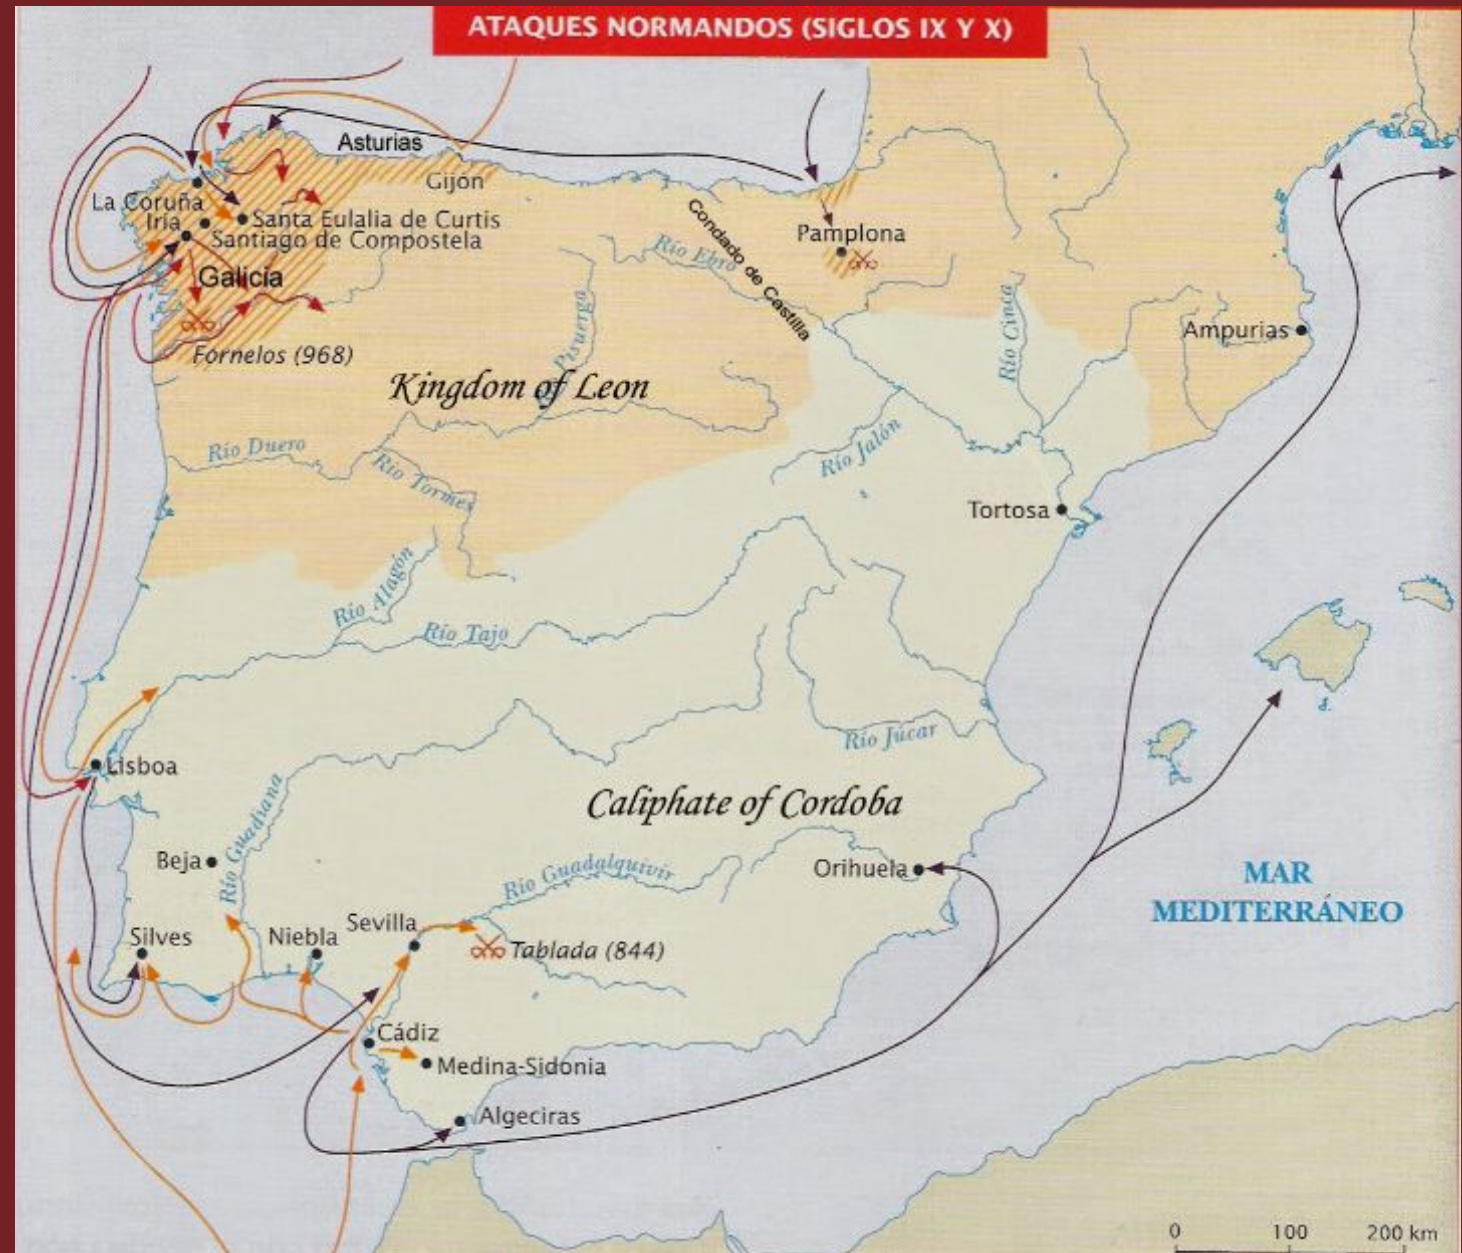 ATAQUES NORMANDOS (SIGLOS IX Y X)
Asturias
Gijón
La Coruña
Iria
Santa Eulalia de Curtis
Santiago de Compostela
Galicia
Fornelos (968)
Condado de Castilla
Pamplona
Río Ebro
Pisuerga
Río Cinca
Ampurias
Kingdom of Leon
Río Duero
Río Tormes
Río Jalón
Tortosa
Río Alagón
Río Tajo
Río Júcar
Lisboa
Caliphate of Cordoba
Beja
Río Guadiana
Río Guadalquivir
Orihuela
MAR
MEDITERRÁNEO
Silves
Niebla
Sevilla
Tablada (844)
Cádiz
Medina-Sidonia
Algeciras
0 100 200 km